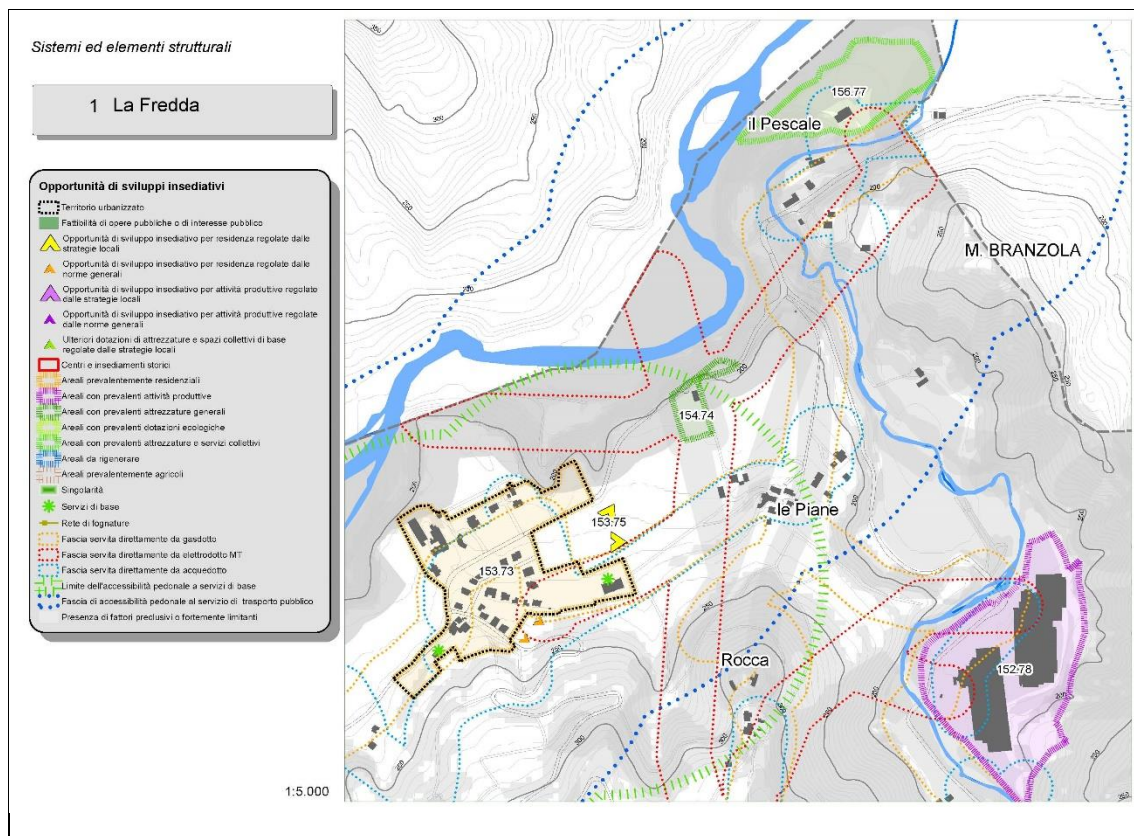 Sistemi ed elementi strutturali
1 La Fredda
Opportunità di sviluppi insediativi
Territorio urbanizzato
Fattibilità di opere pubbliche o di interesse pubblico
Opportunità di sviluppo insediativo per residenza regolate dalle
strategie locali
Opportunità di sviluppo insediativo per residenza regolate dalle
norme generali
Opportunità di sviluppo insediativo per attività produttive regolate
dalle strategie locali
Opportunità di sviluppo insediativo per attività produttive regolate
dalle norme generali
Ulteriori dotazioni di attrezzature e spazi collettivi di base
regolate dalle strategie locali
Centri e insediamenti storici
Areali prevalentemente residenziali
Areali con prevalenti attività produttive
Areali con prevalenti attrezzature generali
Areali con prevalenti dotazioni ecologiche
Areali con prevalenti attrezzature e servizi collettivi
Areali da rigenerare
Areali prevalentemente agricoli
Singolarità
Servizi di base
Rete di fognature
Fascia servita direttamente da gasdotto
Fascia servita direttamente da elettrodotto MT
Fascia servita direttamente da acquedotto
Limite dell'accessibilità pedonale a servizi di base
Fascia di accessibilità pedonale al servizio di trasporto pubblico
Presenza di fattori preclusivi o fortemente limitanti
1:5.000
156.77
il Pescale
M. BRANZOLA
154.74
le Piane
153.75
153.73
Rocca
152.78